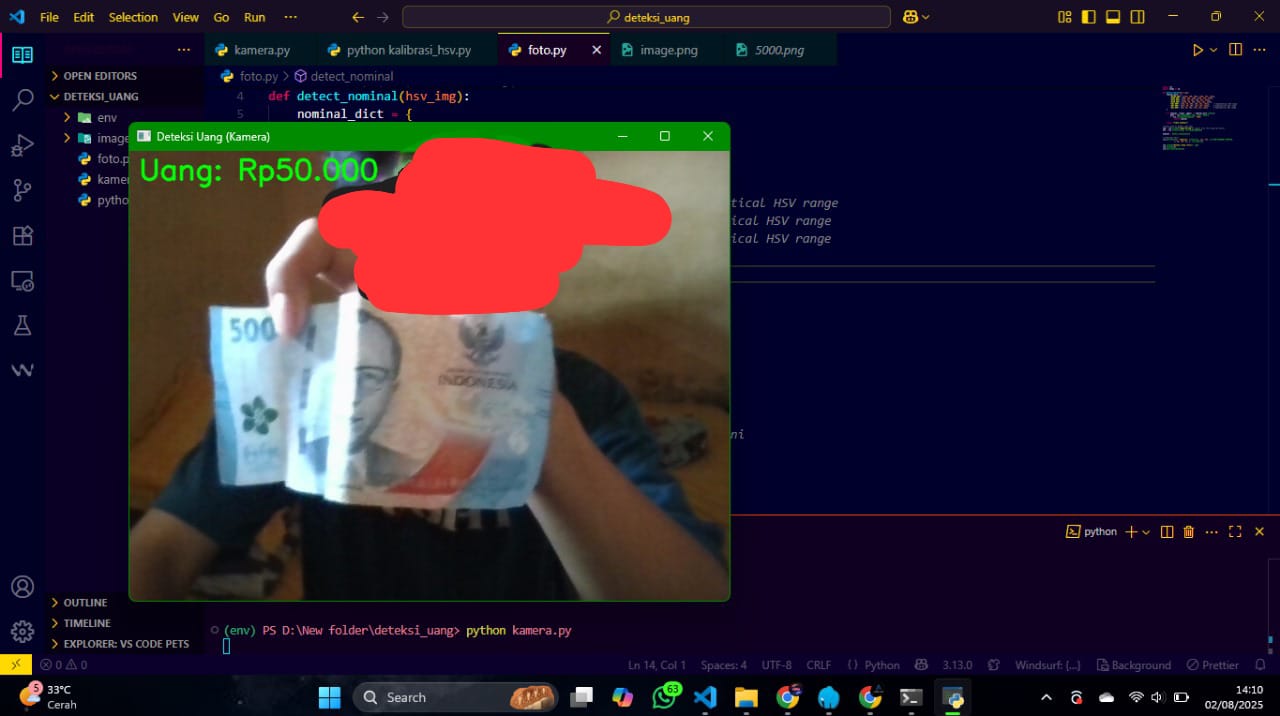 File Edit Selection View Go Run ···
deteksi_uang
kamera.py
python kalibrasi_hsv.py
foto.py
image.png
5000.png
OPEN EDITORS
DETEKSI_UANG
env
image
foto.p
kamer
pytho
OUTLINE
TIMELINE
EXPLORER: VS CODE PETS
foto.py > detect_nominal
4 def detect_nominal(hsv_img):
5 nominal_dict = {
tical HSV range
ical HSV range
ical HSV range
ni
Deteksi Uang (Kamera)
Uang: Rp50.000
500
INDONESIA
python
(env) PS D:\New folder\deteksi_uang> python kamera.py
0 0
Ln 14, Col 1 Spaces: 4 UTF-8 CRLF {} Python 3.13.0 Windsurf: {...} Background Prettier
5
33°C
Cerah
Search
63
14:10
02/08/2025